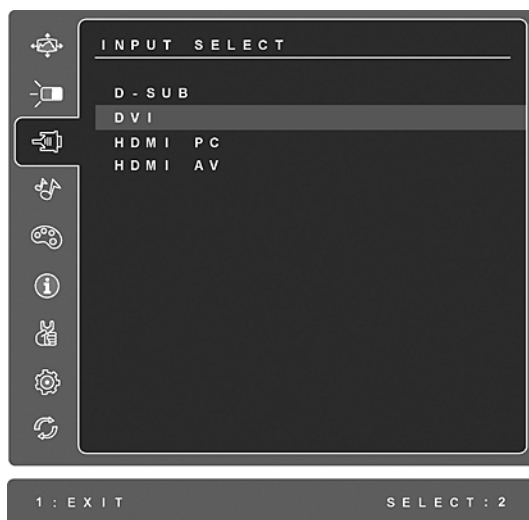 INPUT SELECT
D-SUB
DVI
HDMI PC
HDMI AV
1:EXIT SELECT:2